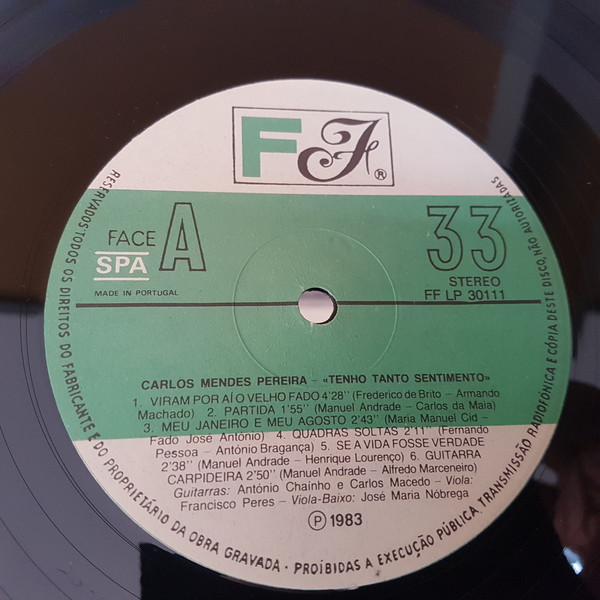 F F ®
FACE A
SPA
MADE IN PORTUGAL
33
STEREO
FF LP 30111
CARLOS MENDES PEREIRA – «TENHO TANTO SENTIMENTO»
1. VIRAM POR AÍ O VELHO FADO 4'28'' (Frederico de Brito - Armando
Machado) 2. PARTIDA 1'55'' (Manuel Andrade - Carlos da Maia)
3. MEU JANEIRO E MEU AGOSTO 2'43'' (Maria Manuel Cid -
Fado José António) 4. QUADRAS SOLTAS 2'11'' (Fernando
Pessoa - António Bragança) 5. SE A VIDA FOSSE VERDADE
2'38'' (Manuel Andrade - Henrique Lourenço) 6. GUITARRA
CARPIDEIRA 2'50'' (Manuel Andrade - Alfredo Marceneiro)
Guitarras: António Chaínho e Carlos Macedo - Viola:
Francisco Peres - Viola-Baixo: José Maria Nóbrega
Ⓟ 1983
RESERVADOS TODOS OS DIREITOS DO FABRICANTE E DO PROPRIETÁRIO DA OBRA GRAVADA · PROÍBIDAS A EXECUÇÃO PÚBLICA, TRANSMISSÃO RADIOFÓNICA E CÓPIA DESTE DISCO, NÃO AUTORIZADAS